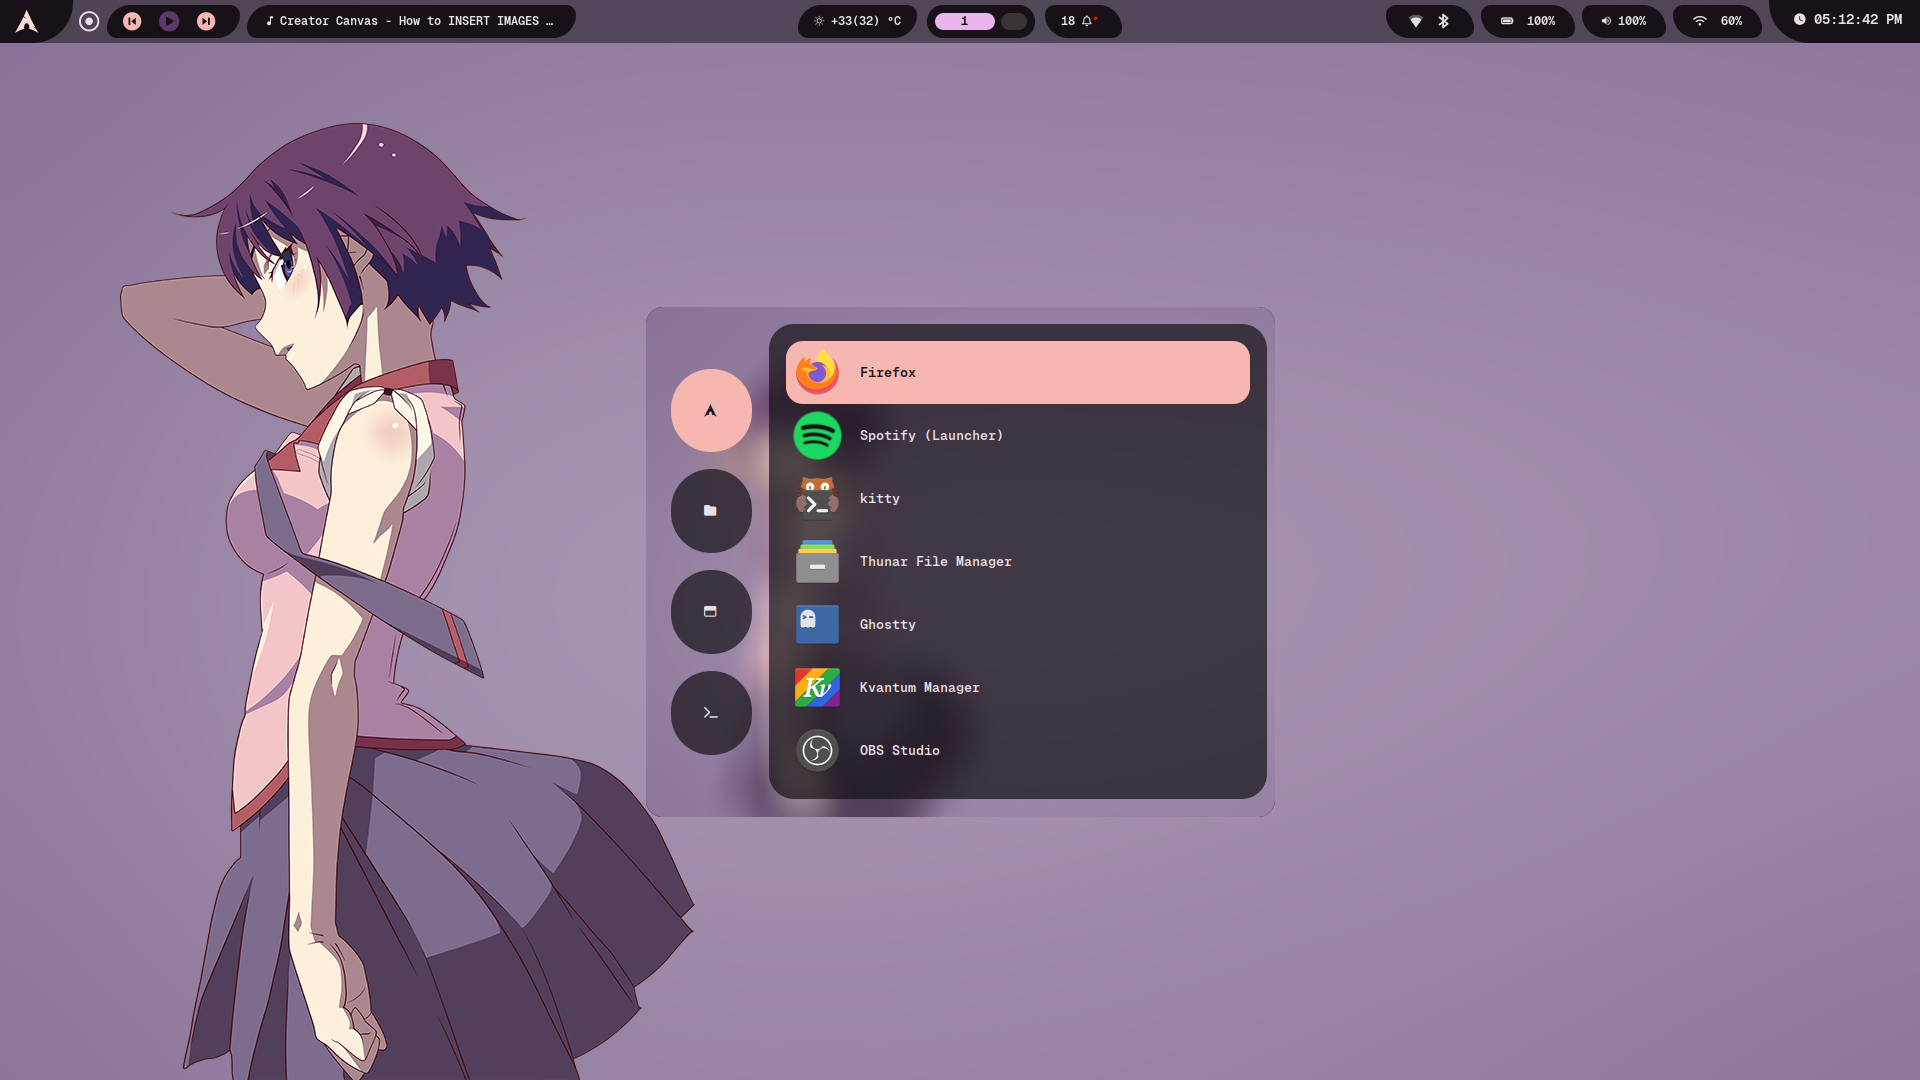 Creator Canvas - How to INSERT IMAGES …
+33(32) °C
1
18
100%
100%
60%
05:12:42 PM
Firefox
Spotify (Launcher)
kitty
Thunar File Manager
Ghostty
Kvantum Manager
OBS Studio